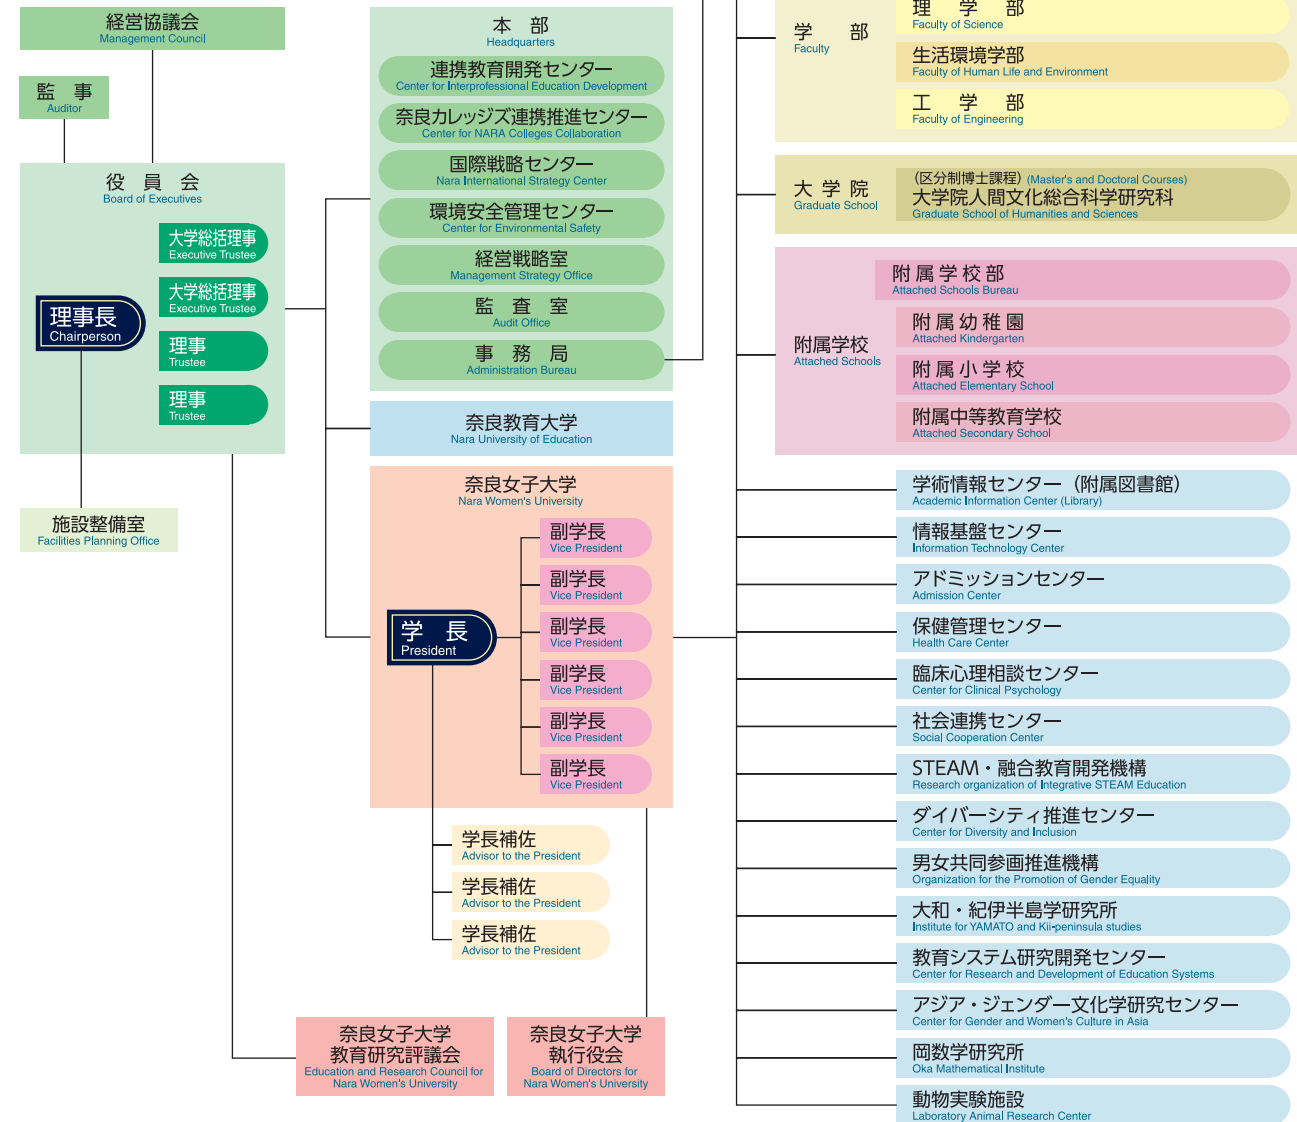 経営協議会
Management Council
監 事
Auditor
役 員 会
Board of Executives
大学総括理事
Executive Trustee
大学総括理事
Executive Trustee
理事長
Chairperson
理事
Trustee
理事
Trustee
施設整備室
Facilities Planning Office
本 部
Headquarters
連携教育開発センター
Center for Interprofessional Education Development
奈良カレッジズ連携推進センター
Center for NARA Colleges Collaboration
国際戦略センター
Nara International Strategy Center
環境安全管理センター
Center for Environmental Safety
経営戦略室
Management Strategy Office
監 査 室
Audit Office
事 務 局
Administration Bureau
奈良教育大学
Nara University of Education
奈良女子大学
Nara Women's University
学 長
President
副学長
Vice President
副学長
Vice President
副学長
Vice President
副学長
Vice President
副学長
Vice President
副学長
Vice President
学長補佐
Advisor to the President
学長補佐
Advisor to the President
学長補佐
Advisor to the President
奈良女子大学
教育研究評議会
Education and Research Council for
Nara Women's University
奈良女子大学
執行役会
Board of Directors for
Nara Women's University
学 部
Faculty
理 学 部
Faculty of Science
生活環境学部
Faculty of Human Life and Environment
工 学 部
Faculty of Engineering
大 学 院
Graduate School
(区分制博士課程) (Master's and Doctoral Courses)
大学院人間文化総合科学研究科
Graduate School of Humanities and Sciences
附属学校
Attached Schools
附 属 学 校 部
Attached Schools Bureau
附 属 幼 稚 園
Attached Kindergarten
附 属 小 学 校
Attached Elementary School
附属中等教育学校
Attached Secondary School
学術情報センター（附属図書館）
Academic Information Center (Library)
情報基盤センター
Information Technology Center
アドミッションセンター
Admission Center
保健管理センター
Health Care Center
臨床心理相談センター
Center for Clinical Psychology
社会連携センター
Social Cooperation Center
STEAM・融合教育開発機構
Research organization of Integrative STEAM Education
ダイバーシティ推進センター
Center for Diversity and Inclusion
男女共同参画推進機構
Organization for the Promotion of Gender Equality
大和・紀伊半島学研究所
Institute for YAMATO and Kii-peninsula studies
教育システム研究開発センター
Center for Research and Development of Education Systems
アジア・ジェンダー文化学研究センター
Center for Gender and Women's Culture in Asia
岡数学研究所
Oka Mathematical Institute
動物実験施設
Laboratory Animal Research Center